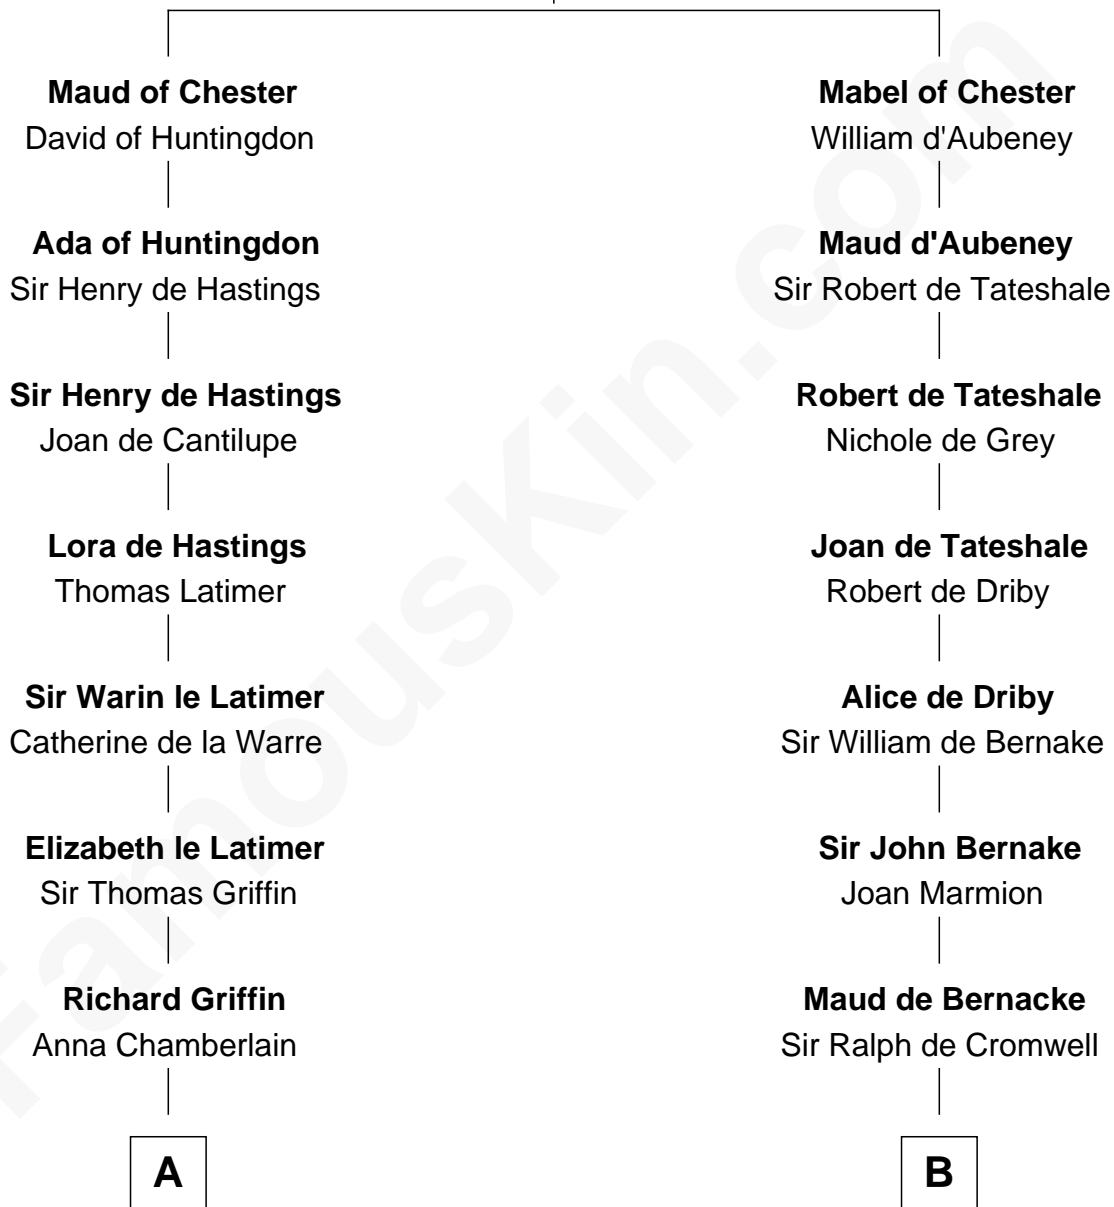 Maud of Chester
David of Huntingdon
Mabel of Chester
William d'Aubeney
Ada of Huntingdon
Sir Henry de Hastings
Maud d'Aubeney
Sir Robert de Tateshale
Sir Henry de Hastings
Joan de Cantilupe
Robert de Tateshale
Nichole de Grey
Lora de Hastings
Thomas Latimer
Joan de Tateshale
Robert de Driby
Sir Warin le Latimer
Catherine de la Warre
Alice de Driby
Sir William de Bernake
Elizabeth le Latimer
Sir Thomas Griffin
Sir John Bernake
Joan Marmion
Richard Griffin
Anna Chamberlain
Maud de Bernacke
Sir Ralph de Cromwell
A
B
FamousKin.com